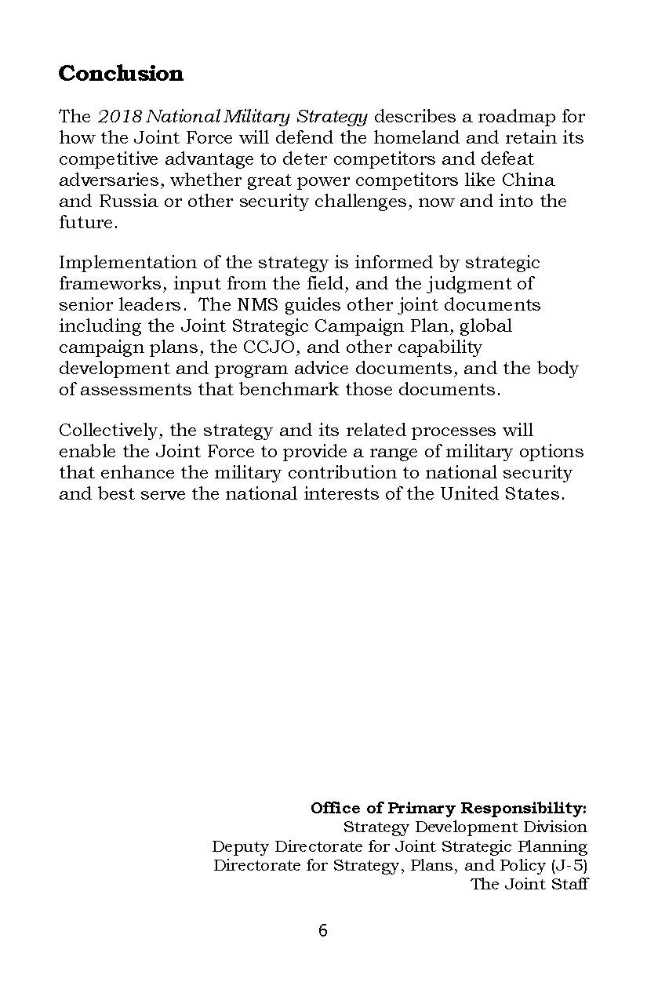 Conclusion
The 2018 National Military Strategy describes a roadmap for
how the Joint Force will defend the homeland and retain its
competitive advantage to deter competitors and defeat
adversaries, whether great power competitors like China
and Russia or other security challenges, now and into the
future.
Implementation of the strategy is informed by strategic
frameworks, input from the field, and the judgment of
senior leaders.  The NMS guides other joint documents
including the Joint Strategic Campaign Plan, global
campaign plans, the CCJO, and other capability
development and program advice documents, and the body
of assessments that benchmark those documents.
Collectively, the strategy and its related processes will
enable the Joint Force to provide a range of military options
that enhance the military contribution to national security
and best serve the national interests of the United States.
Office of Primary Responsibility:
Strategy Development Division
Deputy Directorate for Joint Strategic Planning
Directorate for Strategy, Plans, and Policy (J-5)
The Joint Staff
6